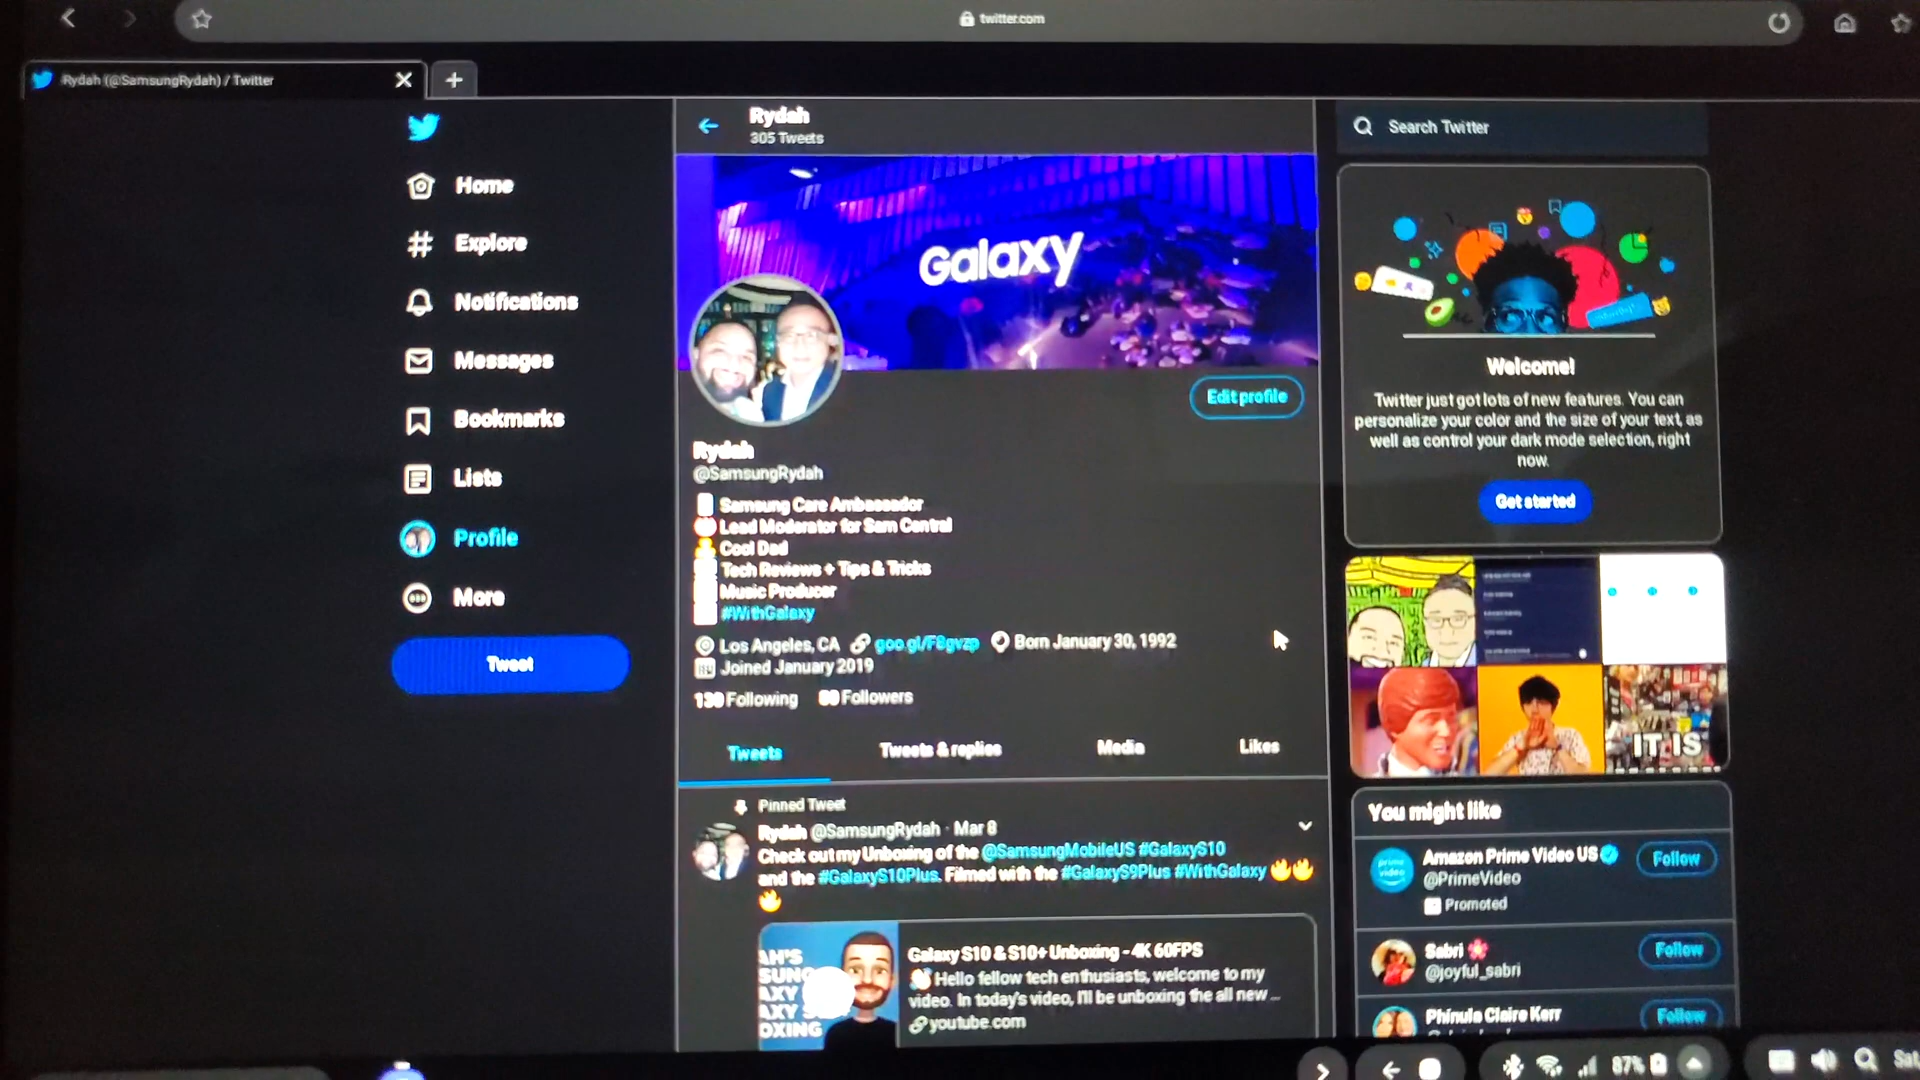 twitter.com
Rydah (@SamsungRydah) / Twitter
Rydah
305 Tweets
Search Twitter
Home
Explore
Notifications
Messages
Bookmarks
Lists
Profile
More
Tweet
Galaxy
Edit profile
Rydah
@SamsungRydah
Samsung Care Ambassador
Lead Moderator for Sam Central
Cool Dad
Tech Reviews + Tips & Tricks
Music Producer
#WithGalaxy
Los Angeles, CA goo.gl/F8gvzp Born January 30, 1992
Joined January 2019
Following
Followers
Tweets Tweets & replies Media Likes
Pinned Tweet
Rydah @SamsungRydah · Mar 8
Check out my Unboxing of the @SamsungMobileUS #GalaxyS10
and the #GalaxyS10Plus. Filmed with the #GalaxyS9Plus #WithGalaxy
Galaxy S10 & S10+ Unboxing - 4K 60FPS
Hello fellow tech enthusiasts, welcome to my
video. In today's video, I'll be unboxing the all new ...
youtube.com
Welcome!
Twitter just got lots of new features. You can
personalize your color and the size of your text, as
well as control your dark mode selection, right
now.
Get started
IT IS
You might like
prime
video
Amazon Prime Video US
@PrimeVideo
Promoted
Follow
Sabri
@joyful_sabri
Follow
Phinula Claire Kerr
Follow
87%
Sat